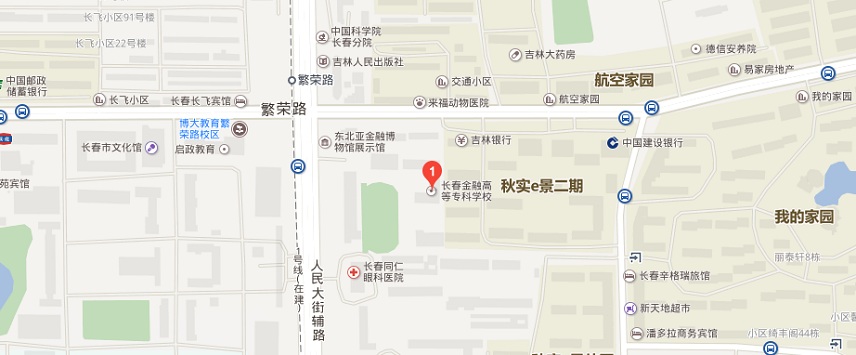 长飞小区91号楼
长飞小区22号楼
中国科学院
长春分院
吉林人民出版社
吉林大药房
德信安养院
易家房地产
中国邮政
储蓄银行
繁荣路
交通小区
航空家园
长飞小区
长春长飞宾馆
繁荣路
来福动物医院
航空家园
我的家园
博大教育繁
荣路校区
长春市文化馆
启政教育
东北亚金融博
物馆展示馆
吉林银行
中国建设银行
1
苑宾馆
长春金融高
等专科学校
秋实e景二期
我的家园
1号线(在建)
人民大街辅路
长春同仁
眼科医院
丽泰轩8栋
长春辛格瑞旅馆
新天地超市
潘多拉商务宾馆
小区绮丰阁44栋